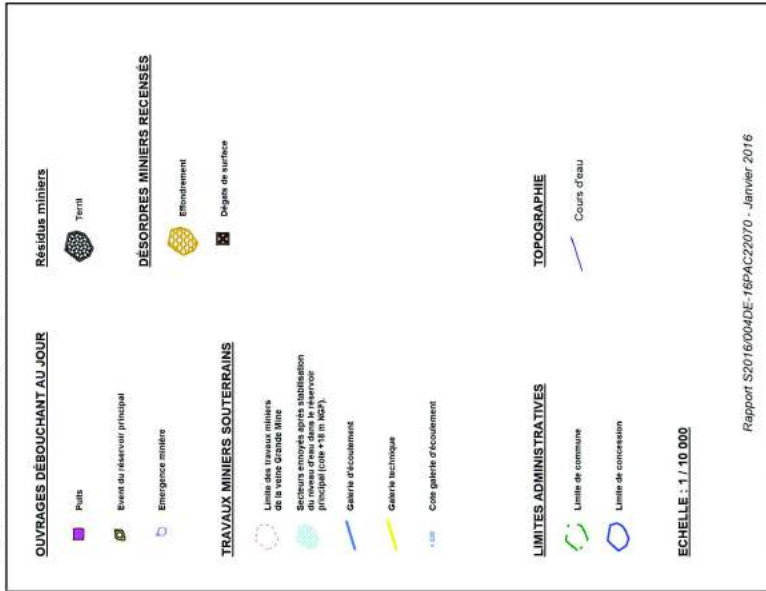 OUVRAGES DÉBOUCHANT AU JOUR
Puits
Event du réservoir principal
Emergence minière
Résidus miniers
Terril
DÉSORDRES MINIERS RECENSÉS
Effondrement
Dégats de surface
TRAVAUX MINIERS SOUTERRAINS
Limite des travaux miniers
de la veine Grande Mine
Secteurs ennoyés après stabilisation
du niveau d'eau dans le réservoir
principal (cote +18 m NGF).
Galerie d'écoulement
Galerie technique
Cote galerie d'écoulement
LIMITES ADMINISTRATIVES
Limite de commune
Limite de concession
TOPOGRAPHIE
Cours d'eau
ECHELLE : 1 / 10 000
Rapport S2016/004DE-16PAC22070 - Janvier 2016